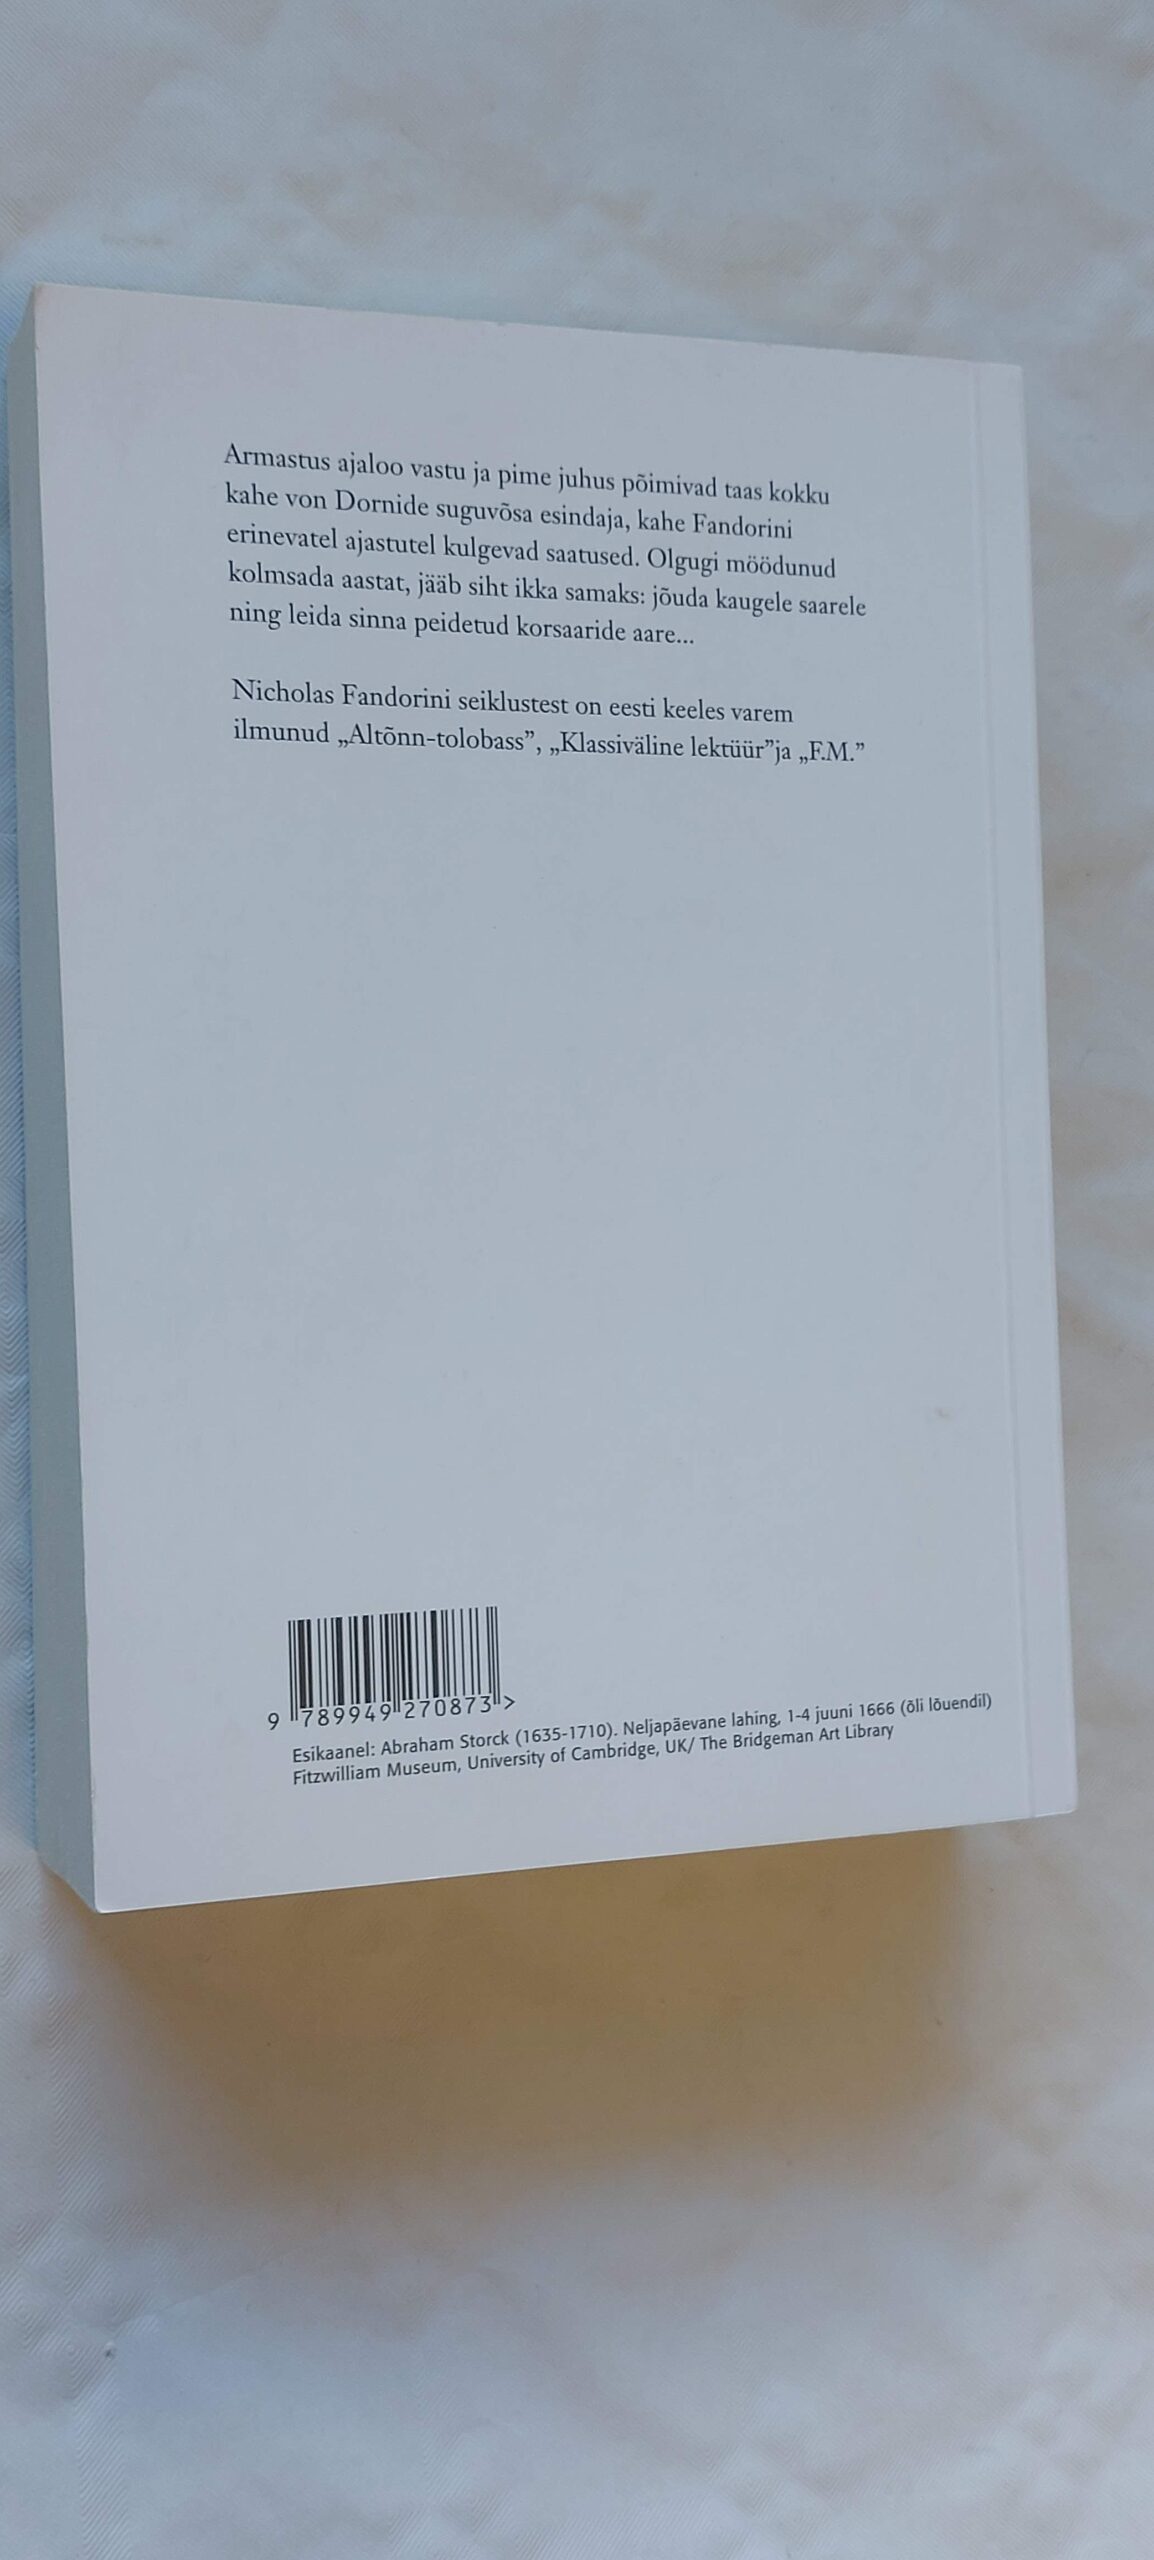 Armastus ajaloo vastu ja pime juhus põimivad taas kokku
kahe von Dornide suguvõsa esindaja, kahe Fandorini
erinevatel ajastutel kulgevad saatused. Olgugi möödunud
kolmsada aastat, jääb siht ikka samaks: jõuda kaugele saarele
ning leida sinna peidetud korsaaride aare...
Nicholas Fandorini seiklustest on eesti keeles varem
ilmunud „Altõnn-tolobass”, „Klassiväline lektüür”ja „F.M.”
9 789949 270873 >
Esikaanel: Abraham Storck (1635-1710). Neljapäevane lahing, 1-4 juuni 1666 (õli lõuendil)
Fitzwilliam Museum, University of Cambridge, UK/ The Bridgeman Art Library